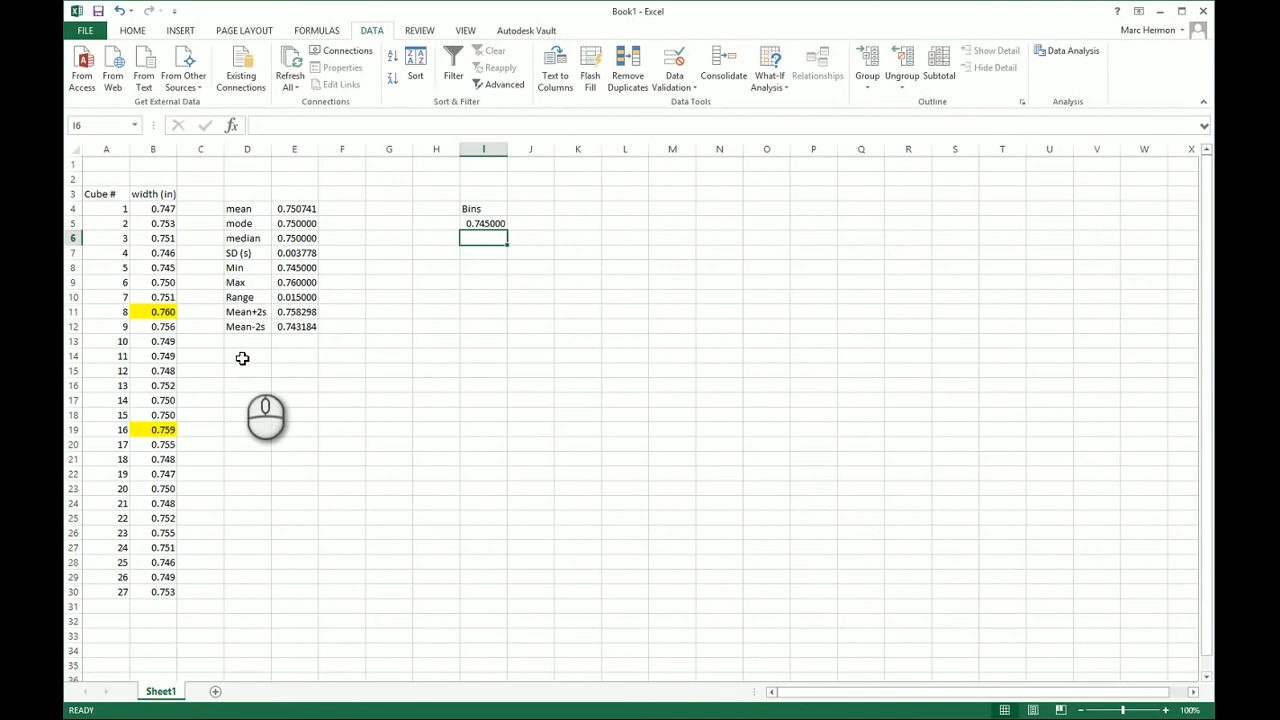 Book1 - Excel
Marc Hermon
FILE HOME INSERT PAGE LAYOUT FORMULAS DATA REVIEW VIEW Autodesk Vault
From Access
From Web
From Text
From Other Sources
Existing Connections
Get External Data
Refresh All
Connections
Properties
Edit Links
Connections
Sort
Filter
Clear
Reapply
Advanced
Sort & Filter
Text to Columns
Flash Fill
Remove Duplicates
Data Validation
Consolidate
What-If Analysis
Relationships
Data Tools
Group
Ungroup
Subtotal
Show Detail
Hide Detail
Outline
Data Analysis
Analysis
I6 fx
A B C D E F G H I J K L M N O P Q R S T U V W X
1
2
3 Cube # width (in)
4 1 0.747 mean 0.750741 Bins
5 2 0.753 mode 0.750000 0.745000
6 3 0.751 median 0.750000
7 4 0.746 SD (s) 0.003778
8 5 0.745 Min 0.745000
9 6 0.750 Max 0.760000
10 7 0.751 Range 0.015000
11 8 0.760 Mean+2s 0.758298
12 9 0.756 Mean-2s 0.743184
13 10 0.749
14 11 0.749
15 12 0.748
16 13 0.752
17 14 0.750
18 15 0.750
19 16 0.759
20 17 0.755
21 18 0.748
22 19 0.747
23 20 0.750
24 21 0.748
25 22 0.752
26 23 0.755
27 24 0.751
28 25 0.746
29 26 0.749
30 27 0.753
31
32
33
34
35
36
Sheet1
READY
100%